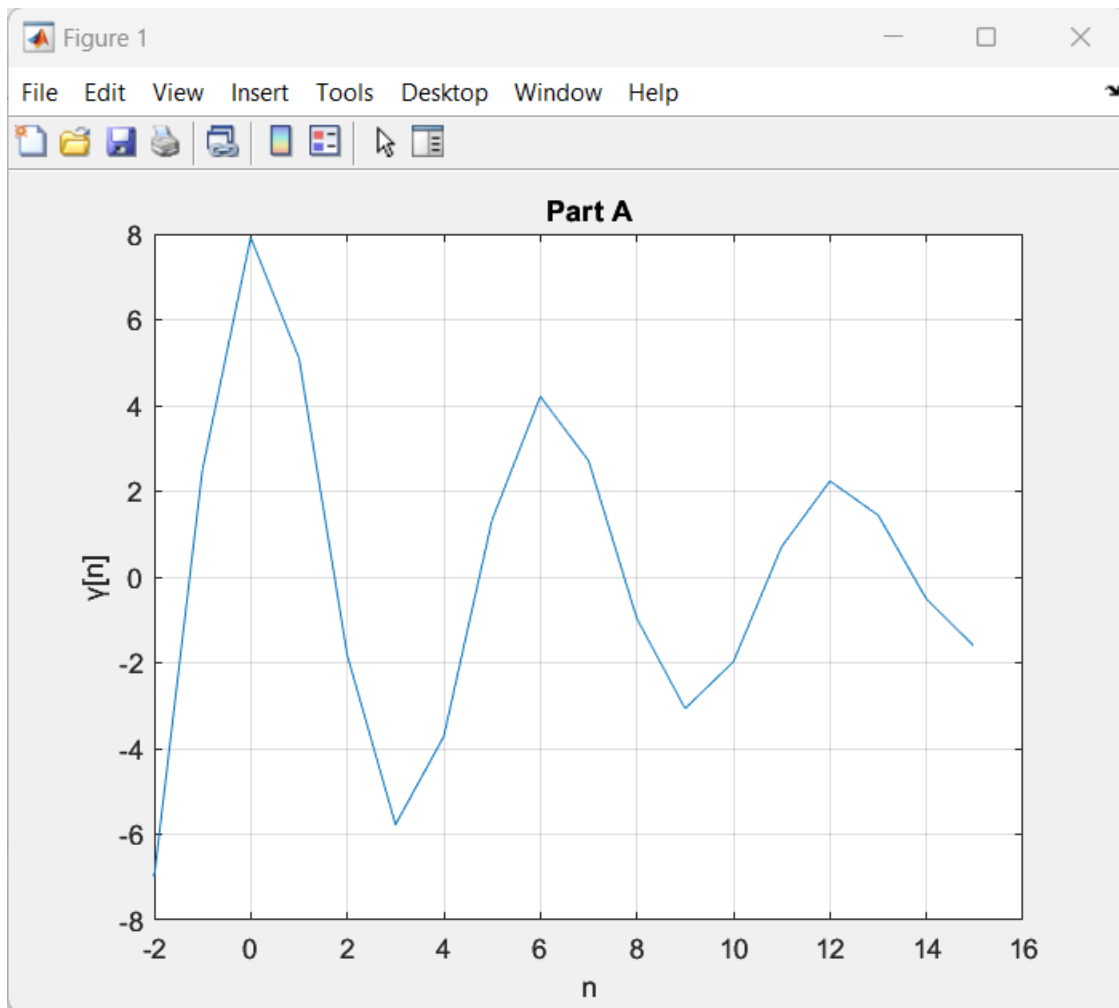 Figure 1
File Edit View Insert Tools Desktop Window Help
Part A
8
6
4
2
0
-2
-4
-6
-8
y[n]
-2 0 2 4 6 8 10 12 14 16
n